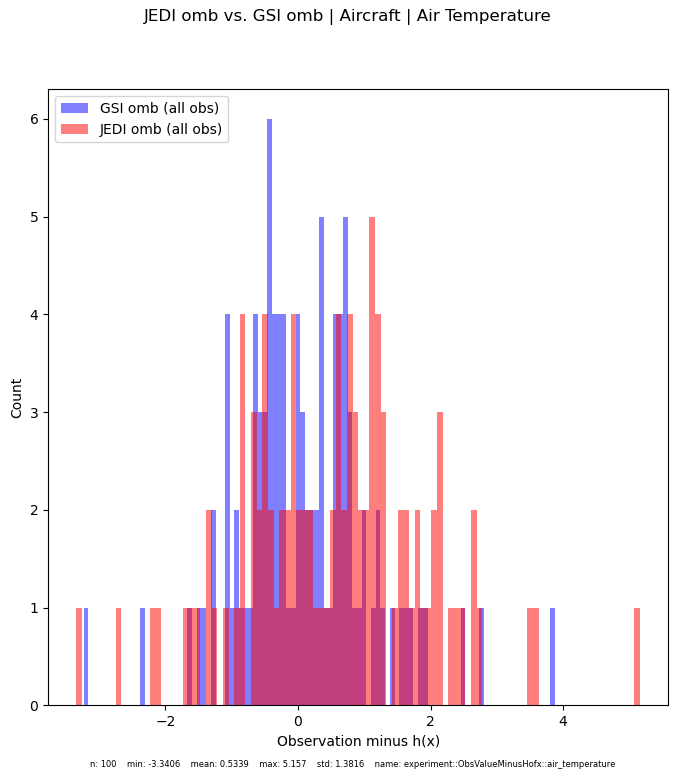 JEDI omb vs. GSI omb | Aircraft | Air Temperature
GSI omb (all obs)
JEDI omb (all obs)
6
5
4
3
2
1
0
Count
−2 0 2 4
Observation minus h(x)
n: 100 min: -3.3406 mean: 0.5339 max: 5.157 std: 1.3816 name: experiment::ObsValueMinusHofx::air_temperature